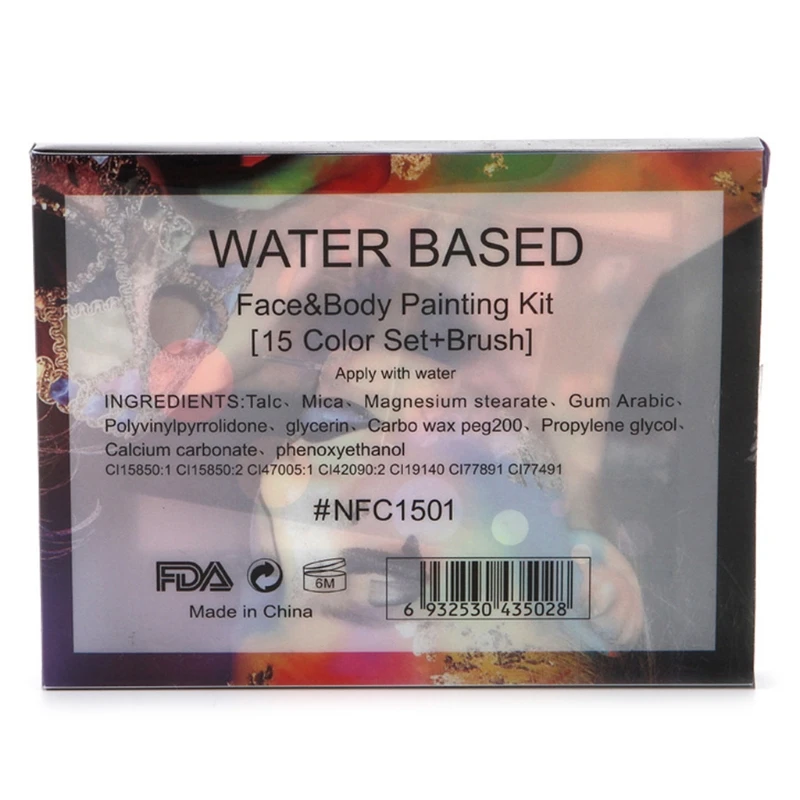 WATER BASED
Face&Body Painting Kit
[15 Color Set+Brush]
Apply with water
INGREDIENTS:Talc、Mica、Magnesium stearate、Gum Arabic、
Polyvinylpyrrolidone、glycerin、Carbo wax peg200、Propylene glycol、
Calcium carbonate、phenoxyethanol
CI15850:1 CI15850:2 CI47005:1 CI42090:2 CI19140 CI77891 CI77491
#NFC1501
FDA 6M
Made in China
6 932530 435028